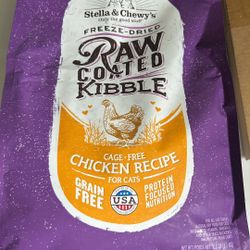 Stella & Chewy's
FREEZE-DRIED
RAW
COATED
KIBBLE
CAGE-FREE
CHICKEN RECIPE
FOR CATS
GRAIN
FREE
USA
PROTEIN
FOCUSED
NUTRITION